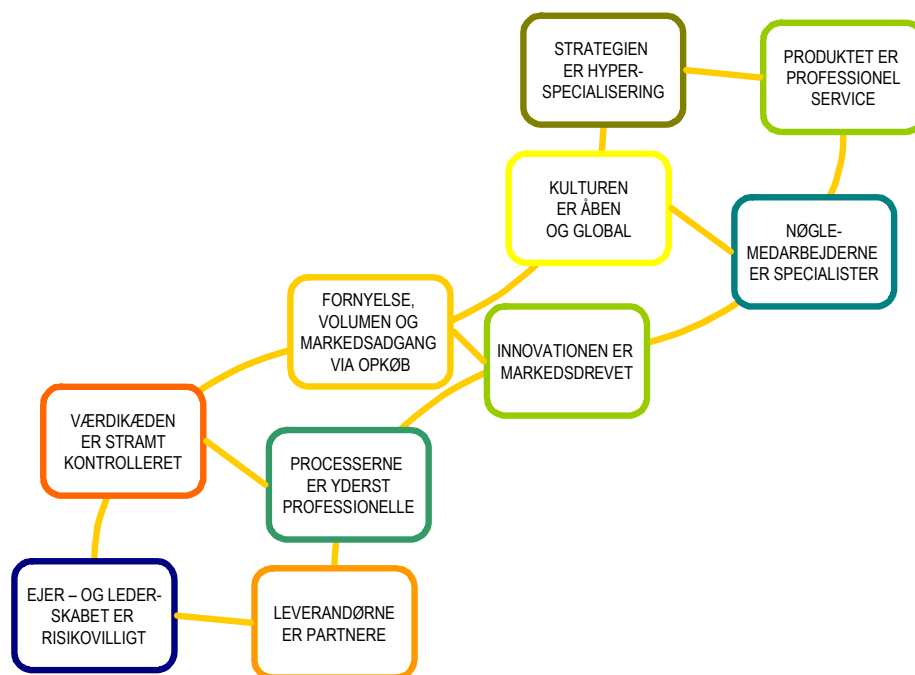 STRATEGIEN
ER HYPER-
SPECIALISERING
PRODUKTET ER
PROFESSIONEL
SERVICE
KULTUREN
ER ÅBEN
OG GLOBAL
NØGLE-
MEDARBEJDERNE
ER SPECIALISTER
FORNYELSE,
VOLUMEN OG
MARKEDSADGANG
VIA OPKØB
INNOVATIONEN ER
MARKEDSDREVET
VÆRDIKÆDEN
ER STRAMT
KONTROLLERET
PROCESSERNE
ER YDERST
PROFESSIONELLE
EJER – OG LEDER-
SKABET ER
RISIKOVILLIGT
LEVERANDØRNE
ER PARTNERE